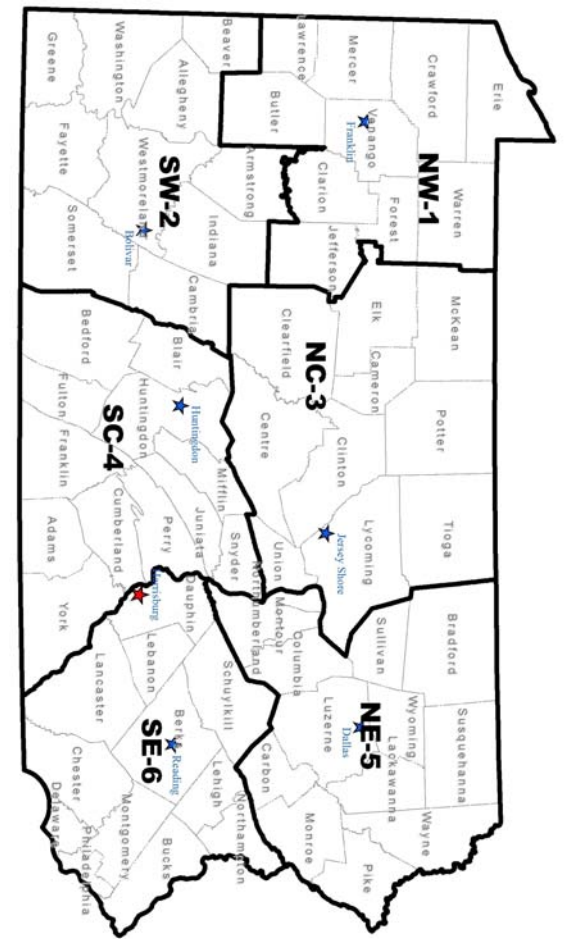 Erie
Crawford
Warren
McKean
Potter
Tioga
Bradford
Susquehanna
Wayne
Mercer
Venango
Franklin
NW-1
Forest
Elk
Cameron
Clinton
Lycoming
Jersey Shore
Sullivan
Wyoming
Lackawanna
NE-5
Dallas
Luzerne
Pike
Lawrence
Butler
Clarion
Jefferson
NC-3
Clearfield
Centre
Union
Montour
Columbia
Northumberland
Monroe
Carbon
Beaver
Allegheny
Armstrong
Indiana
Cambria
Blair
Huntingdon
Mifflin
Snyder
Juniata
Schuylkill
Lehigh
Northampton
Washington
Westmoreland
SW-2
Bolivar
Huntingdon
SC-4
Perry
Dauphin
Harrisburg
Lebanon
Berks
Reading
SE-6
Bucks
Montgomery
Greene
Fayette
Somerset
Bedford
Fulton
Franklin
Cumberland
Adams
York
Lancaster
Chester
Delaware
Philadelphia